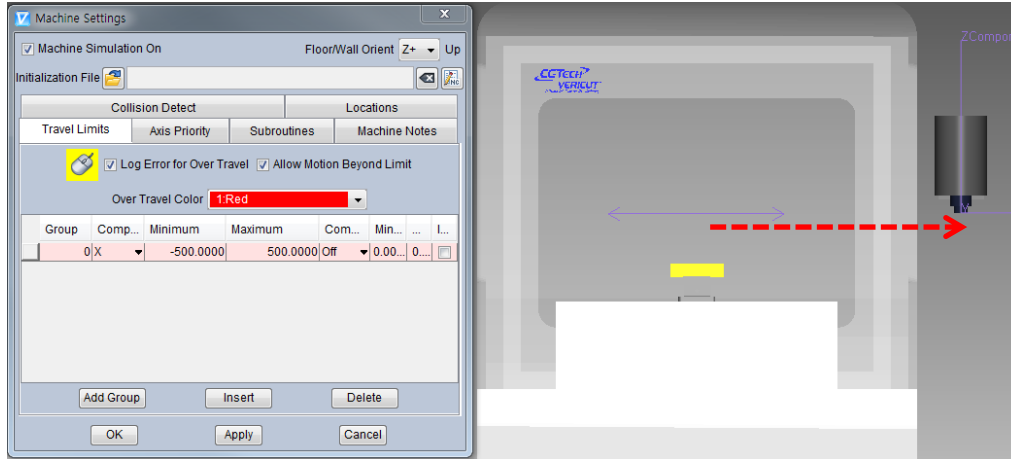 Machine Settings
Machine Simulation On
Floor/Wall Orient Z+ Up
Initialization File
Collision Detect Locations
Travel Limits Axis Priority Subroutines Machine Notes
Log Error for Over Travel Allow Motion Beyond Limit
Over Travel Color 1:Red
Group Comp... Minimum Maximum Com... Min... ... I...
0 X -500.0000 500.0000 Off 0.00... 0....
Add Group Insert Delete
OK Apply Cancel
CGTECH
VERICUT
ZCompo